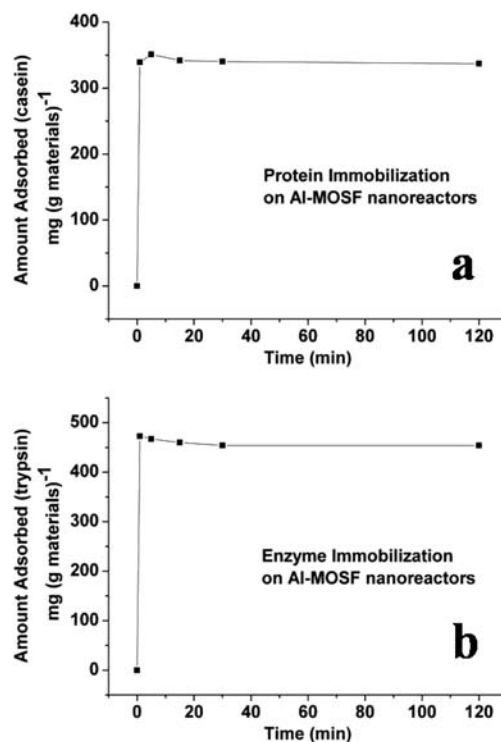 Amount Adsorbed (casein)
mg (g materials)⁻¹
400
300
200
100
0
Protein Immobilization
on Al-MOSF nanoreactors
a
0 20 40 60 80 100 120
Time (min)
Amount Adsorbed (trypsin)
mg (g materials)⁻¹
500
400
300
200
100
0
Enzyme Immobilization
on Al-MOSF nanoreactors
b
0 20 40 60 80 100 120
Time (min)